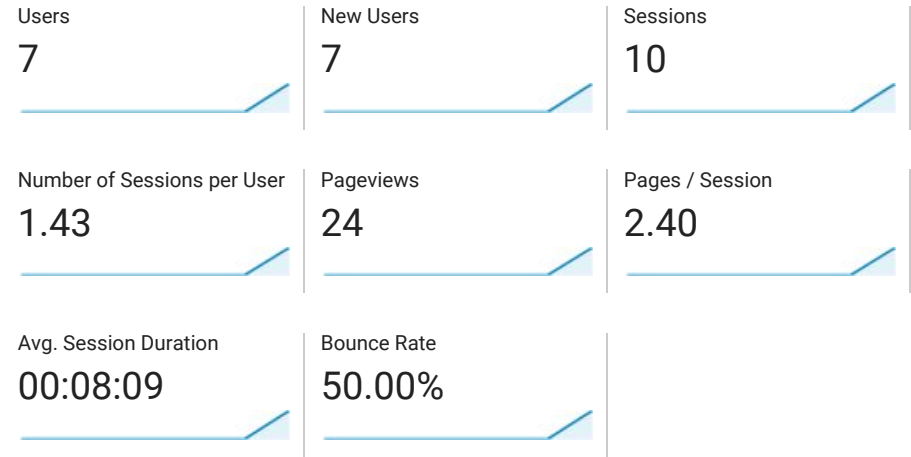 Users
7
New Users
7
Sessions
10
Number of Sessions per User
1.43
Pageviews
24
Pages / Session
2.40
Avg. Session Duration
00:08:09
Bounce Rate
50.00%